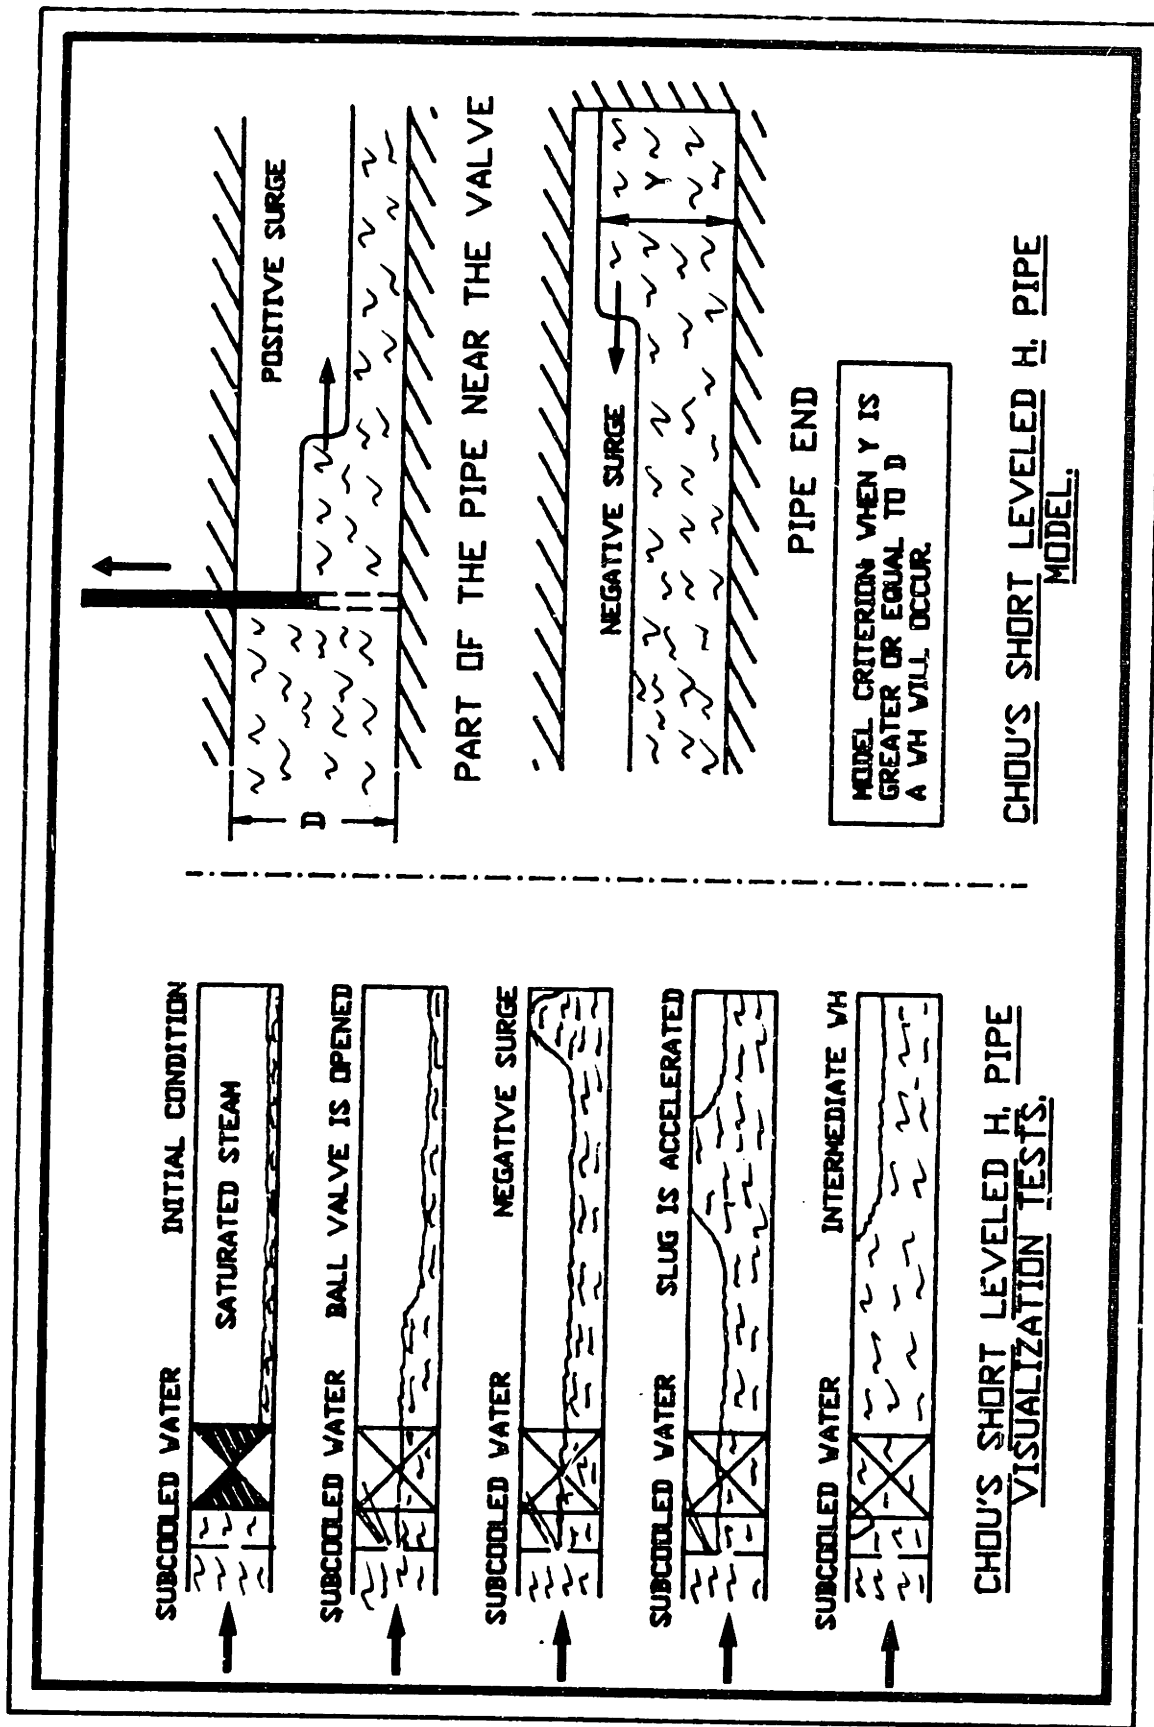 SUBCOOLED WATER INITIAL CONDITION
SATURATED STEAM
SUBCOOLED WATER BALL VALVE IS OPENED
SUBCOOLED WATER NEGATIVE SURGE
SUBCOOLED WATER SLUG IS ACCELERATED
SUBCOOLED WATER INTERMEDIATE WH
CHOU'S SHORT LEVELED H. PIPE
VISUALIZATION TESTS.
POSITIVE SURGE
D
PART OF THE PIPE NEAR THE VALVE
NEGATIVE SURGE
Y
PIPE END
MODEL CRITERION: WHEN Y IS
GREATER OR EQUAL TO D
A WH WILL OCCUR.
CHOU'S SHORT LEVELED H. PIPE
MODEL.